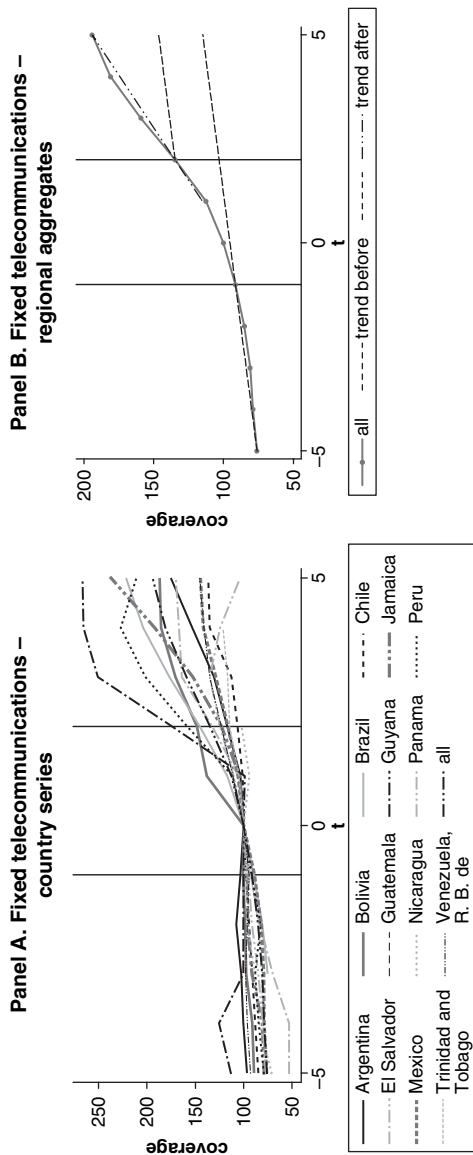 Panel A. Fixed telecommunications –
country series
250
200
150
100
50
coverage
–5
0
5
t
Argentina
Bolivia
Brazil
Chile
El Salvador
Guatemala
Guyana
Jamaica
Mexico
Nicaragua
Panama
Peru
Trinidad and
Tobago
Venezuela,
R. B. de
all
Panel B. Fixed telecommunications –
regional aggregates
200
150
100
50
coverage
–5
0
5
t
all
trend before
trend after